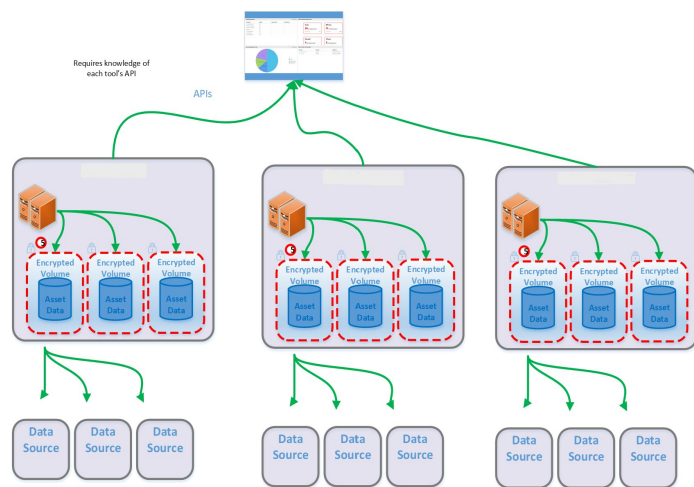 Requires knowledge of
each tool's API
APIs
Encrypted
Volume
Asset
Data
Encrypted
Volume
Asset
Data
Encrypted
Volume
Asset
Data
Encrypted
Volume
Asset
Data
Encrypted
Volume
Asset
Data
Encrypted
Volume
Asset
Data
Encrypted
Volume
Asset
Data
Encrypted
Volume
Asset
Data
Encrypted
Volume
Asset
Data
Data
Source
Data
Source
Data
Source
Data
Source
Data
Source
Data
Source
Data
Source
Data
Source
Data
Source